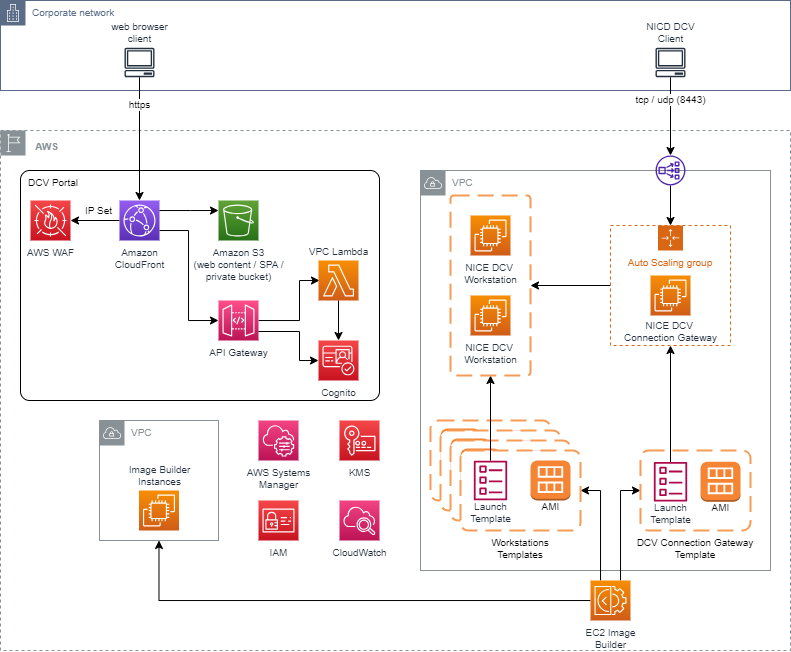 Corporate network
web browser
client
NICD DCV
Client
https
tcp / udp (8443)
AWS
DCV Portal
IP Set
AWS WAF
Amazon
CloudFront
Amazon S3
(web content / SPA /
private bucket)
VPC Lambda
API Gateway
Cognito
VPC
NICE DCV
Workstation
NICE DCV
Workstation
Auto Scaling group
NICE DCV
Connection Gateway
VPC
Image Builder
Instances
AWS Systems
Manager
KMS
IAM
CloudWatch
Launch
Template
AMI
Workstations
Templates
Launch
Template
AMI
DCV Connection Gateway
Template
EC2 Image
Builder